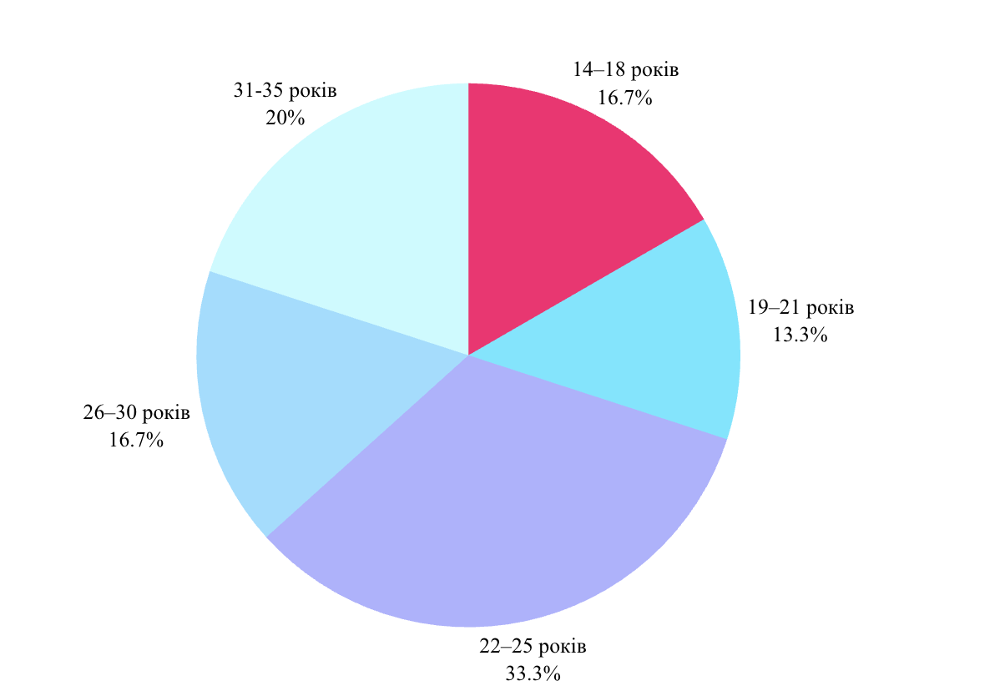 14–18 років
16.7%
31-35 років
20%
19–21 років
13.3%
26–30 років
16.7%
22–25 років
33.3%